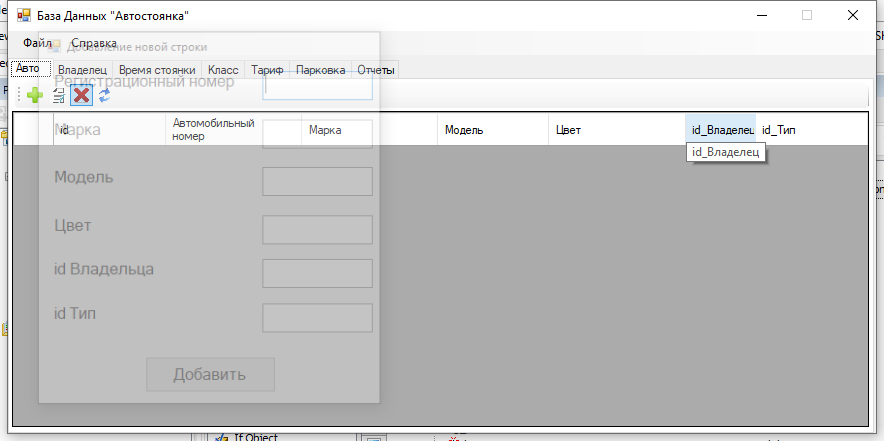 База Данных "Автостоянка"
Файл Справка
Добавление новой строки
Авто Владелец Время стоянки Класс Тариф Парковка Отчеты
Регистрационный номер
id Автомобильный номер Марка Модель Цвет id_Владелец id_Тип
Марка
id_Владелец
Модель
Цвет
id Владельца
id Тип
Добавить
If Object